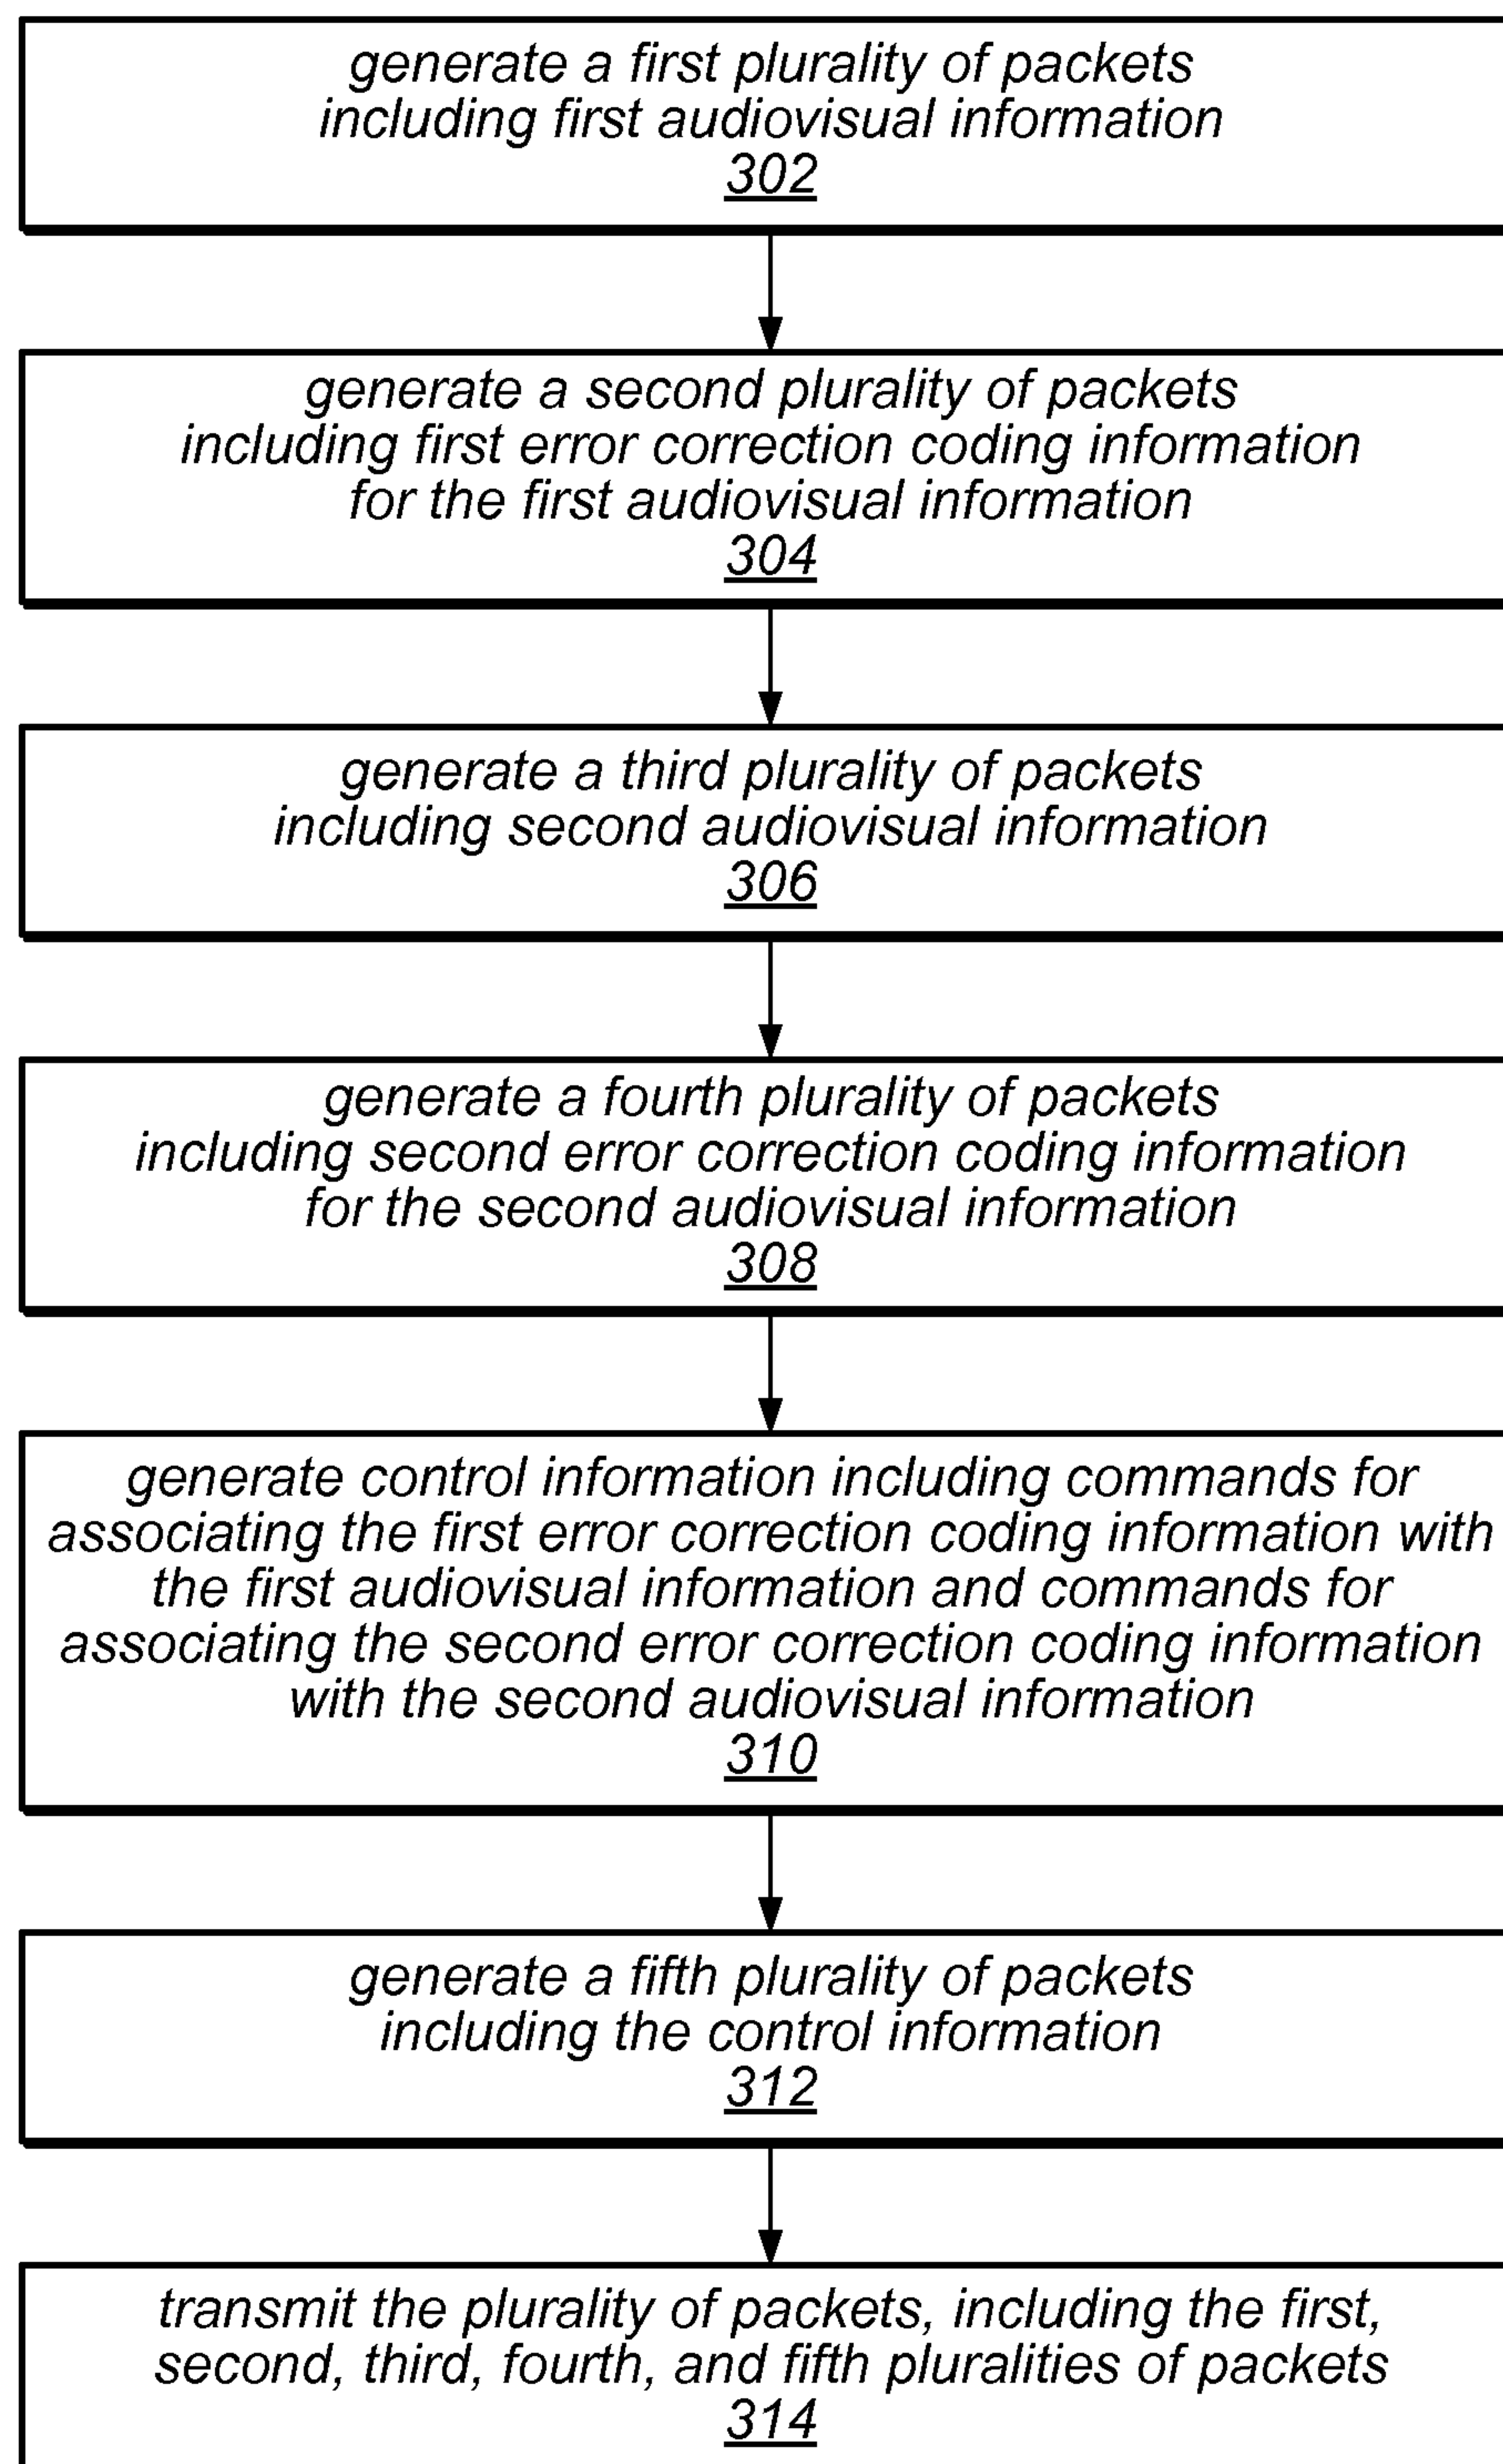 generate a first plurality of packets
including first audiovisual information
302
generate a second plurality of packets
including first error correction coding information
for the first audiovisual information
304
generate a third plurality of packets
including second audiovisual information
306
generate a fourth plurality of packets
including second error correction coding information
for the second audiovisual information
308
generate control information including commands for
associating the first error correction coding information with
the first audiovisual information and commands for
associating the second error correction coding information
with the second audiovisual information
310
generate a fifth plurality of packets
including the control information
312
transmit the plurality of packets, including the first,
second, third, fourth, and fifth pluralities of packets
314